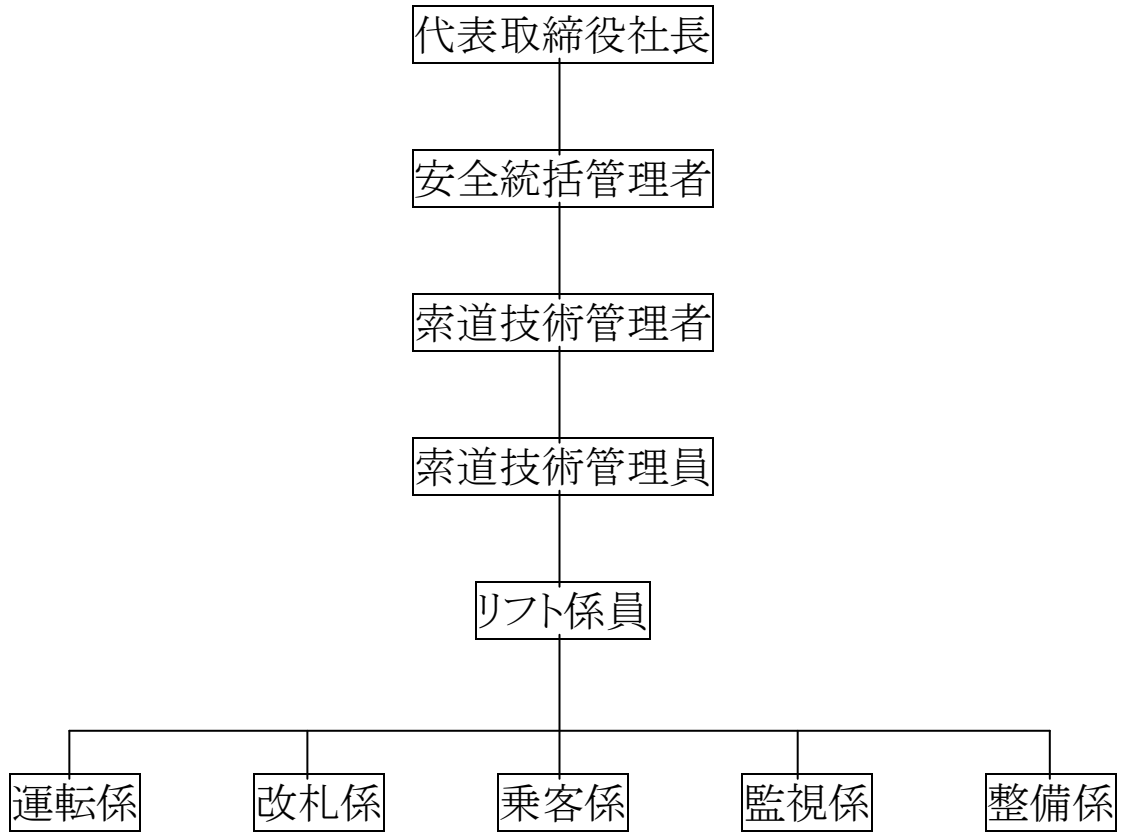 代表取締役社長
安全統括管理者
索道技術管理者
索道技術管理員
リフト係員
運転係 改札係 乗客係 監視係 整備係